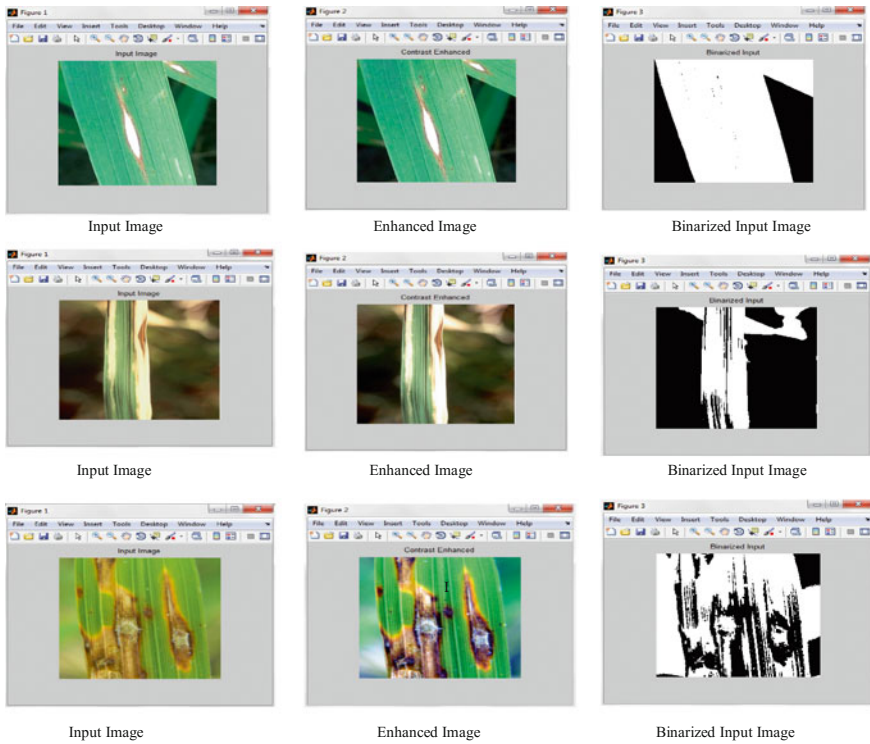 Figure 1
File Edit View Insert Tools Desktop Window Help
Input Image
Figure 2
File Edit View Insert Tools Desktop Window Help
Contrast Enhanced
Figure 3
File Edit View Insert Tools Desktop Window Help
Binarized Input
Input Image
Enhanced Image
Binarized Input Image
Figure 1
File Edit View Insert Tools Desktop Window Help
Input Image
Figure 2
File Edit View Insert Tools Desktop Window Help
Contrast Enhanced
Figure 3
File Edit View Insert Tools Desktop Window Help
Binarized Input
Input Image
Enhanced Image
Binarized Input Image
Figure 1
File Edit View Insert Tools Desktop Window Help
Input Image
Figure 2
File Edit View Insert Tools Desktop Window Help
Contrast Enhanced
Figure 3
File Edit View Insert Tools Desktop Window Help
Binarized Input
Input Image
Enhanced Image
Binarized Input Image